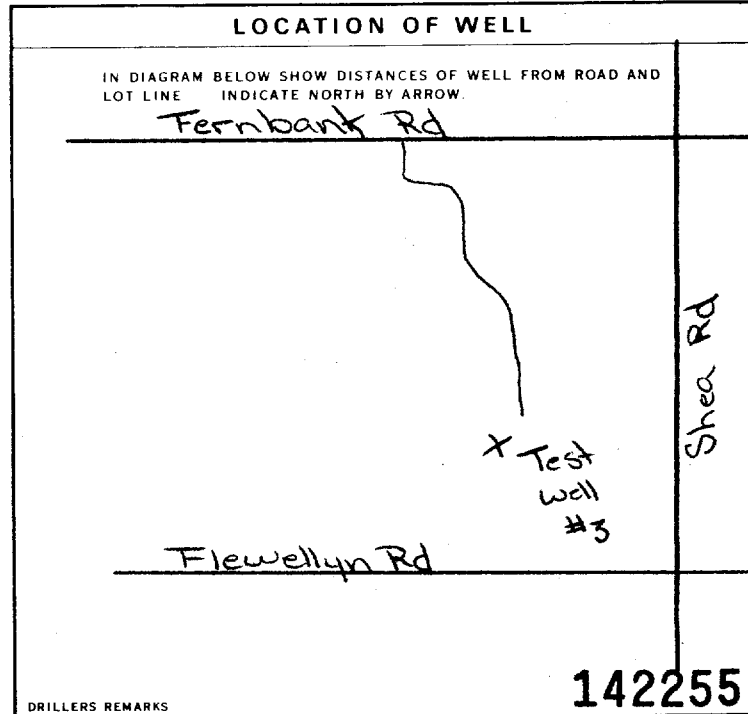 LOCATION OF WELL
IN DIAGRAM BELOW SHOW DISTANCES OF WELL FROM ROAD AND
LOT LINE INDICATE NORTH BY ARROW.
Fernbank Rd
Shea Rd
X Test
Well
#3
Flewellyn Rd
142255
DRILLERS REMARKS